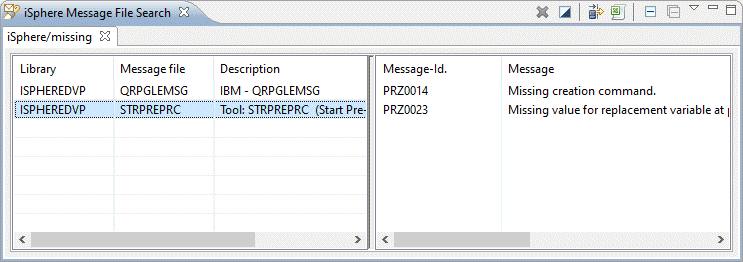 iSphere Message File Search
iSphere/missing
Library Message file Description
ISPHEREDVP QRPGLEMSG IBM - QRPGLEMSG
ISPHEREDVP STRPREPRC Tool: STRPREPRC (Start Pre-
Message-Id. Message
PRZ0014 Missing creation command.
PRZ0023 Missing value for replacement variable at